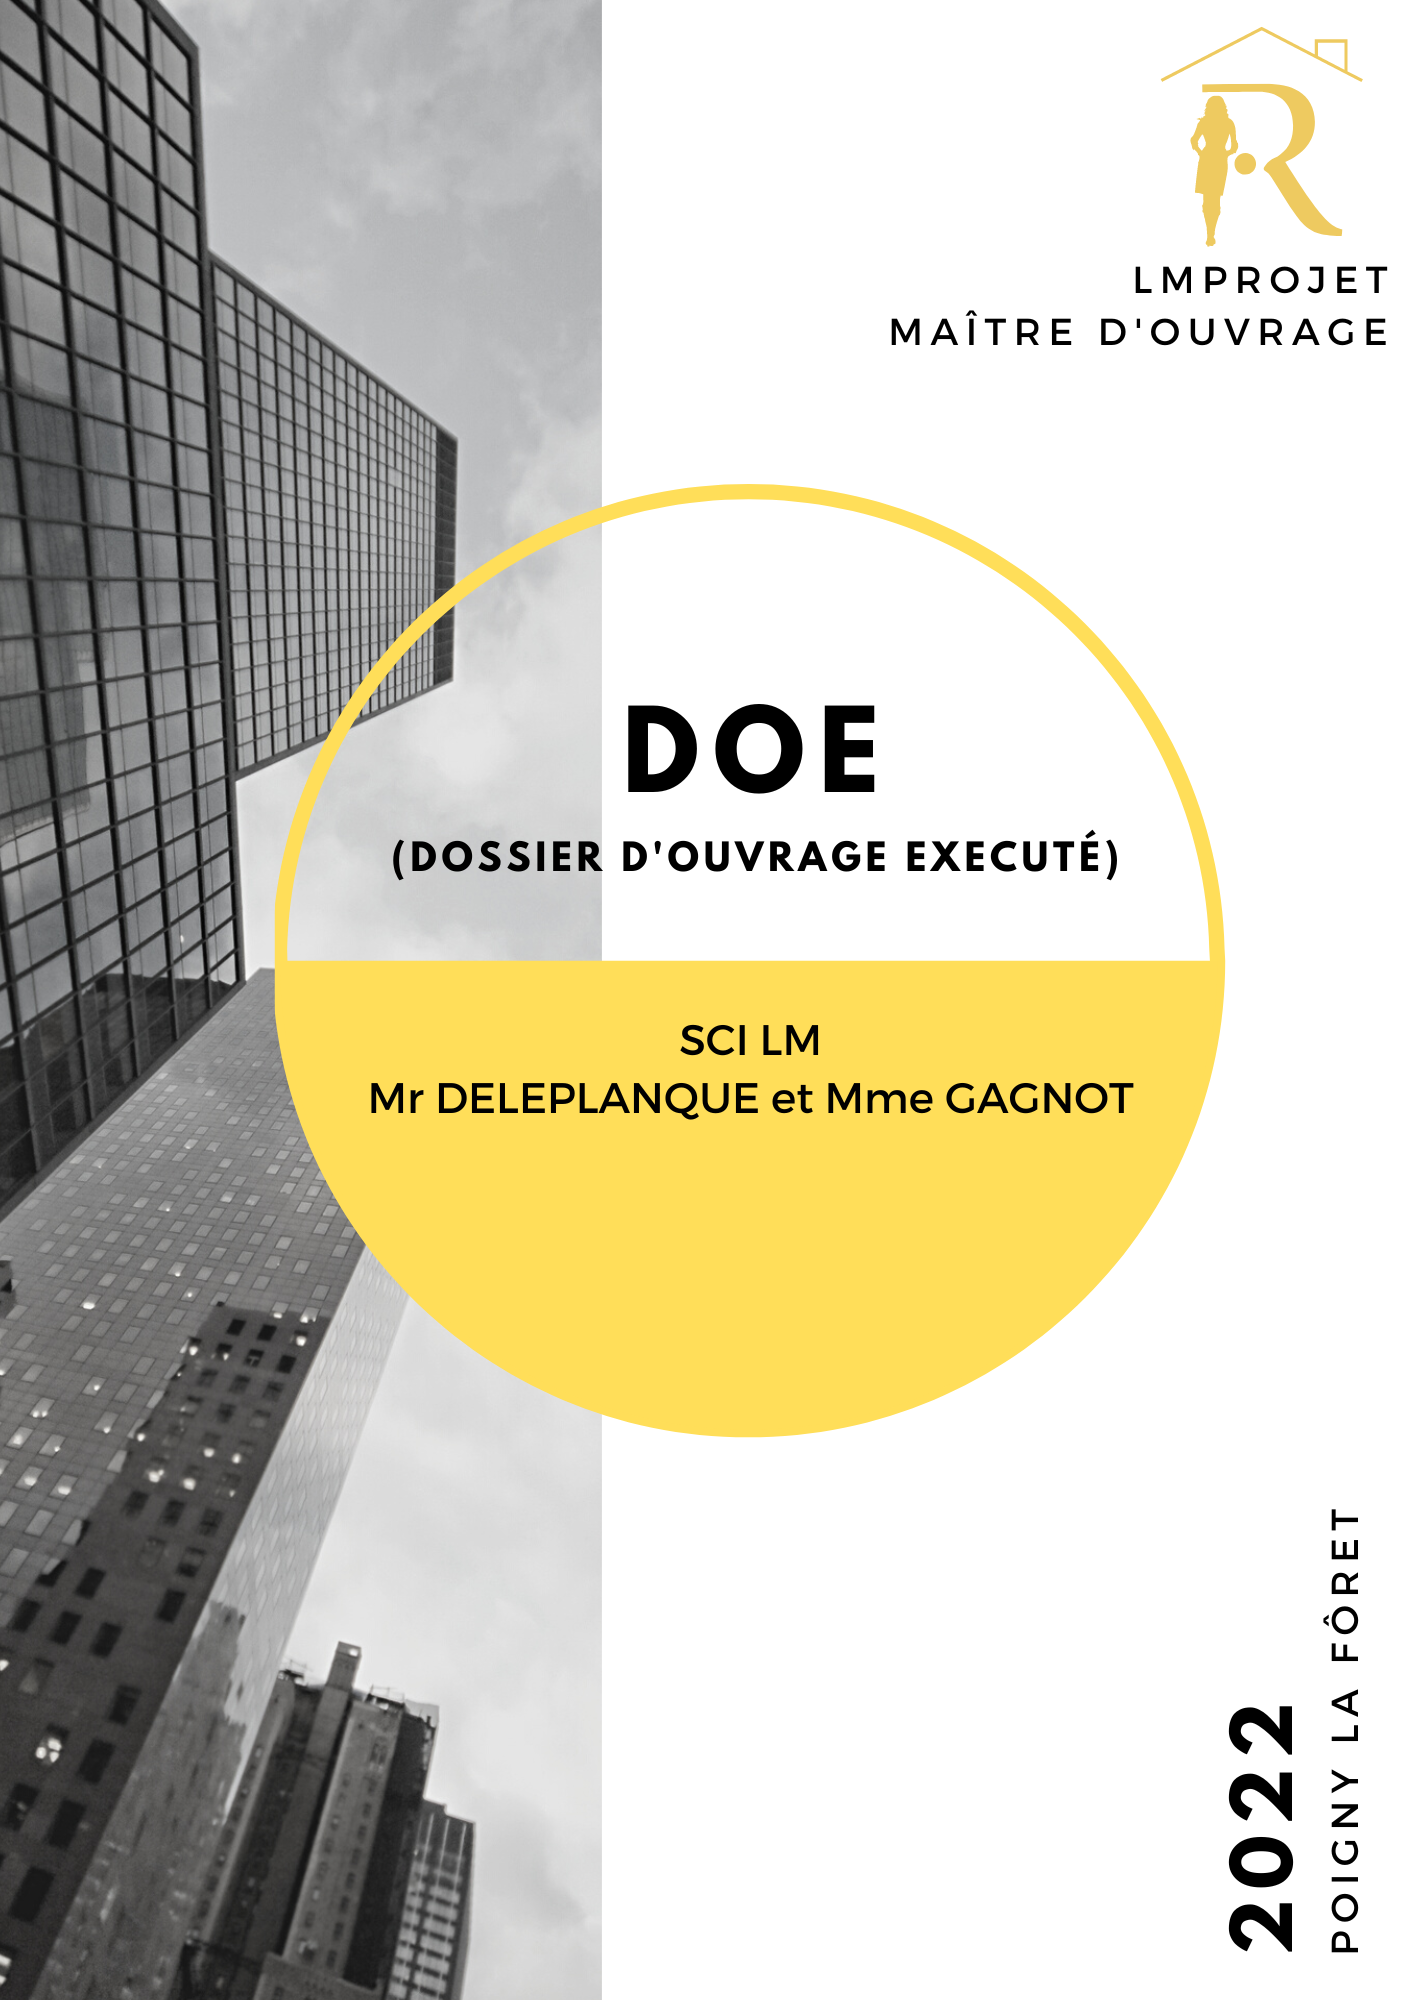 R
LMPROJET
MAÎTRE D'OUVRAGE
DOE
(DOSSIER D'OUVRAGE EXECUTÉ)
SCI LM
Mr DELEPLANQUE et Mme GAGNOT
2022
POIGNY LA FÔRET